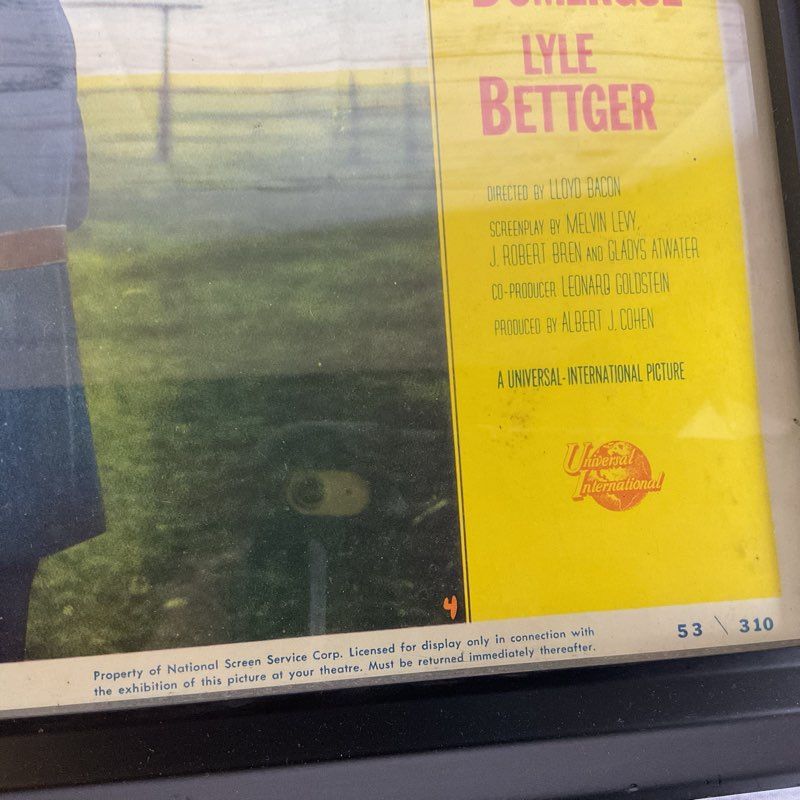 DOMERGUE
LYLE
BETTGER
DIRECTED BY LLOYD BACON
SCREENPLAY BY MELVIN LEVY,
J. ROBERT BREN AND GLADYS ATWATER
CO-PRODUCER LEONARD GOLDSTEIN
PRODUCED BY ALBERT J. COHEN
A UNIVERSAL-INTERNATIONAL PICTURE
Universal
International
4
Property of National Screen Service Corp. Licensed for display only in connection with
the exhibition of this picture at your theatre. Must be returned immediately thereafter.
53 \ 310